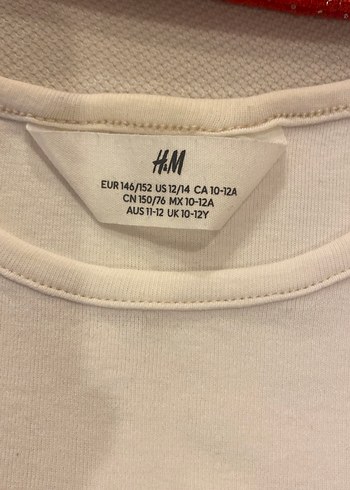 H&M
EUR 146/152 US 12/14 CA 10-12A
CN 150/76 MX 10-12A
AUS 11-12 UK 10-12Y